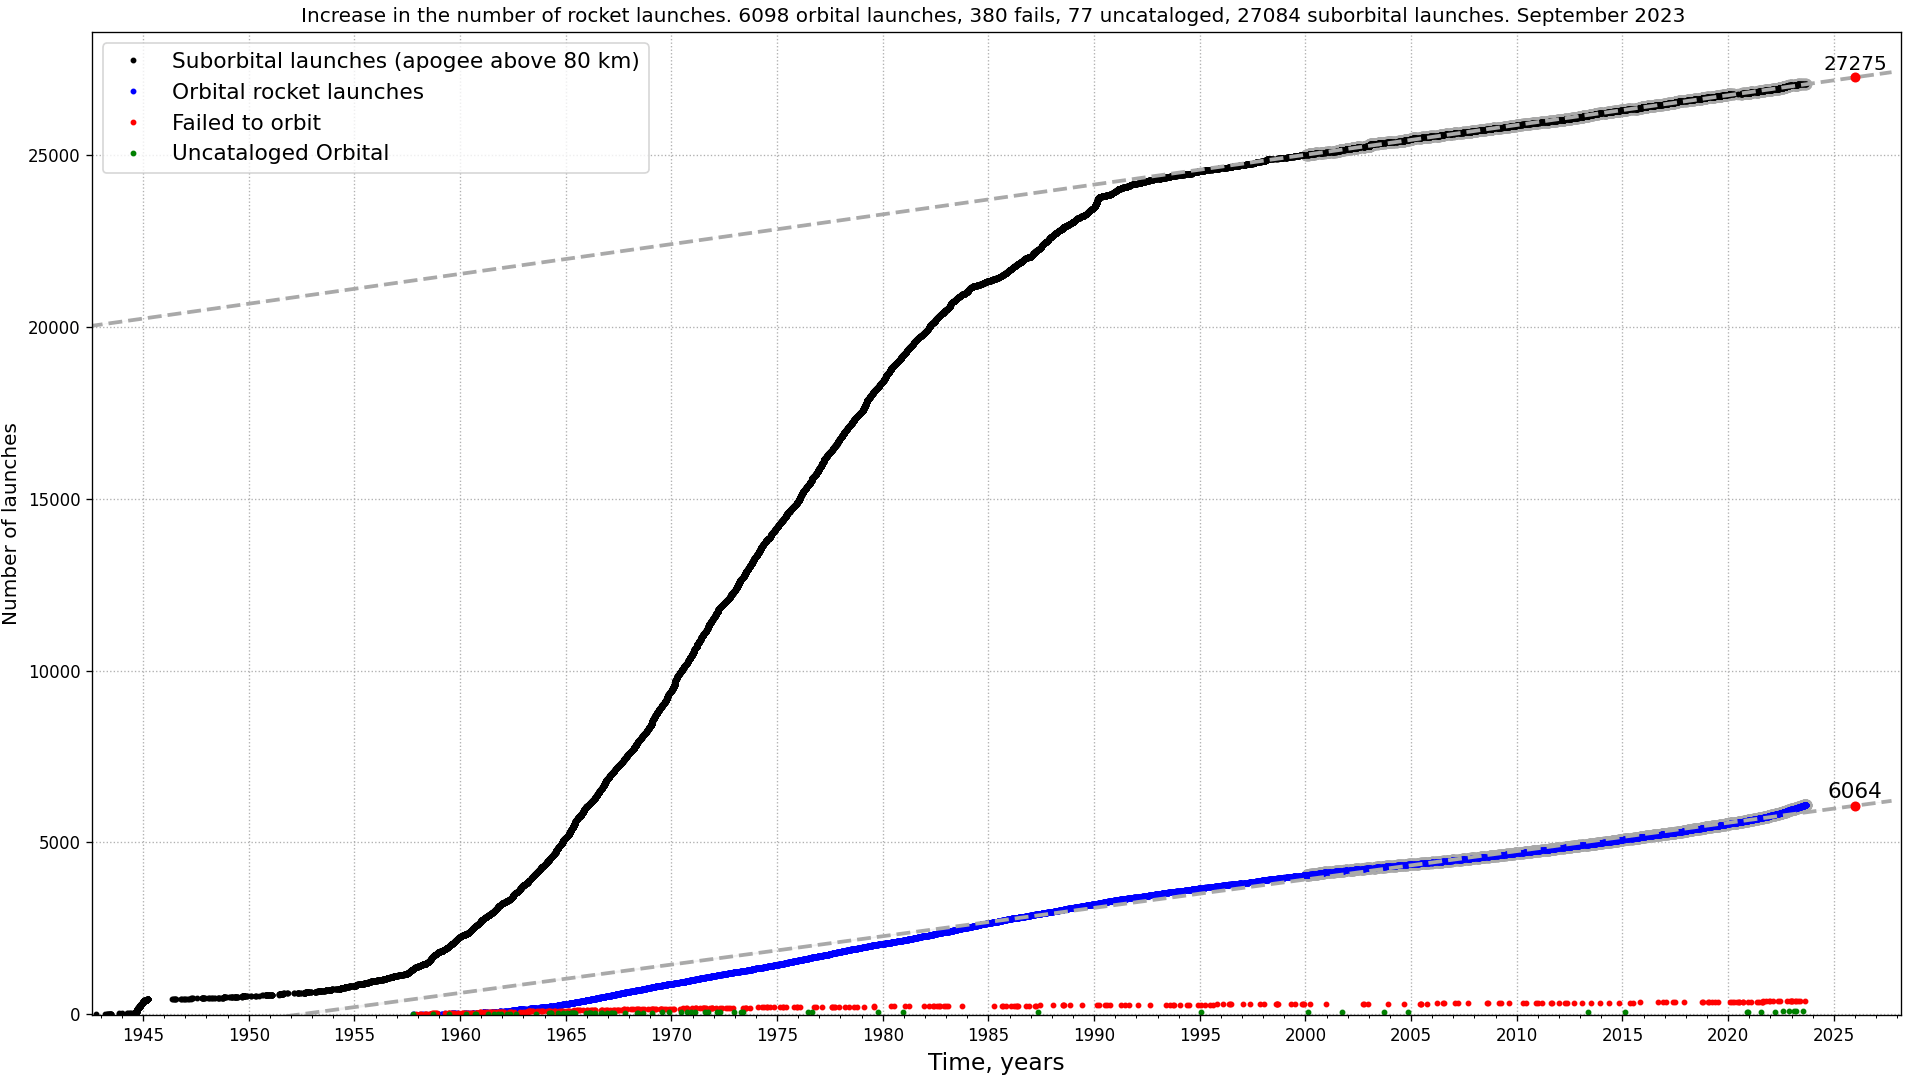 Increase in the number of rocket launches. 6098 orbital launches, 380 fails, 77 uncataloged, 27084 suborbital launches. September 2023
Suborbital launches (apogee above 80 km)
Orbital rocket launches
Failed to orbit
Uncataloged Orbital
27275
6064
Number of launches
25000
20000
15000
10000
5000
0
1945 1950 1955 1960 1965 1970 1975 1980 1985 1990 1995 2000 2005 2010 2015 2020 2025
Time, years